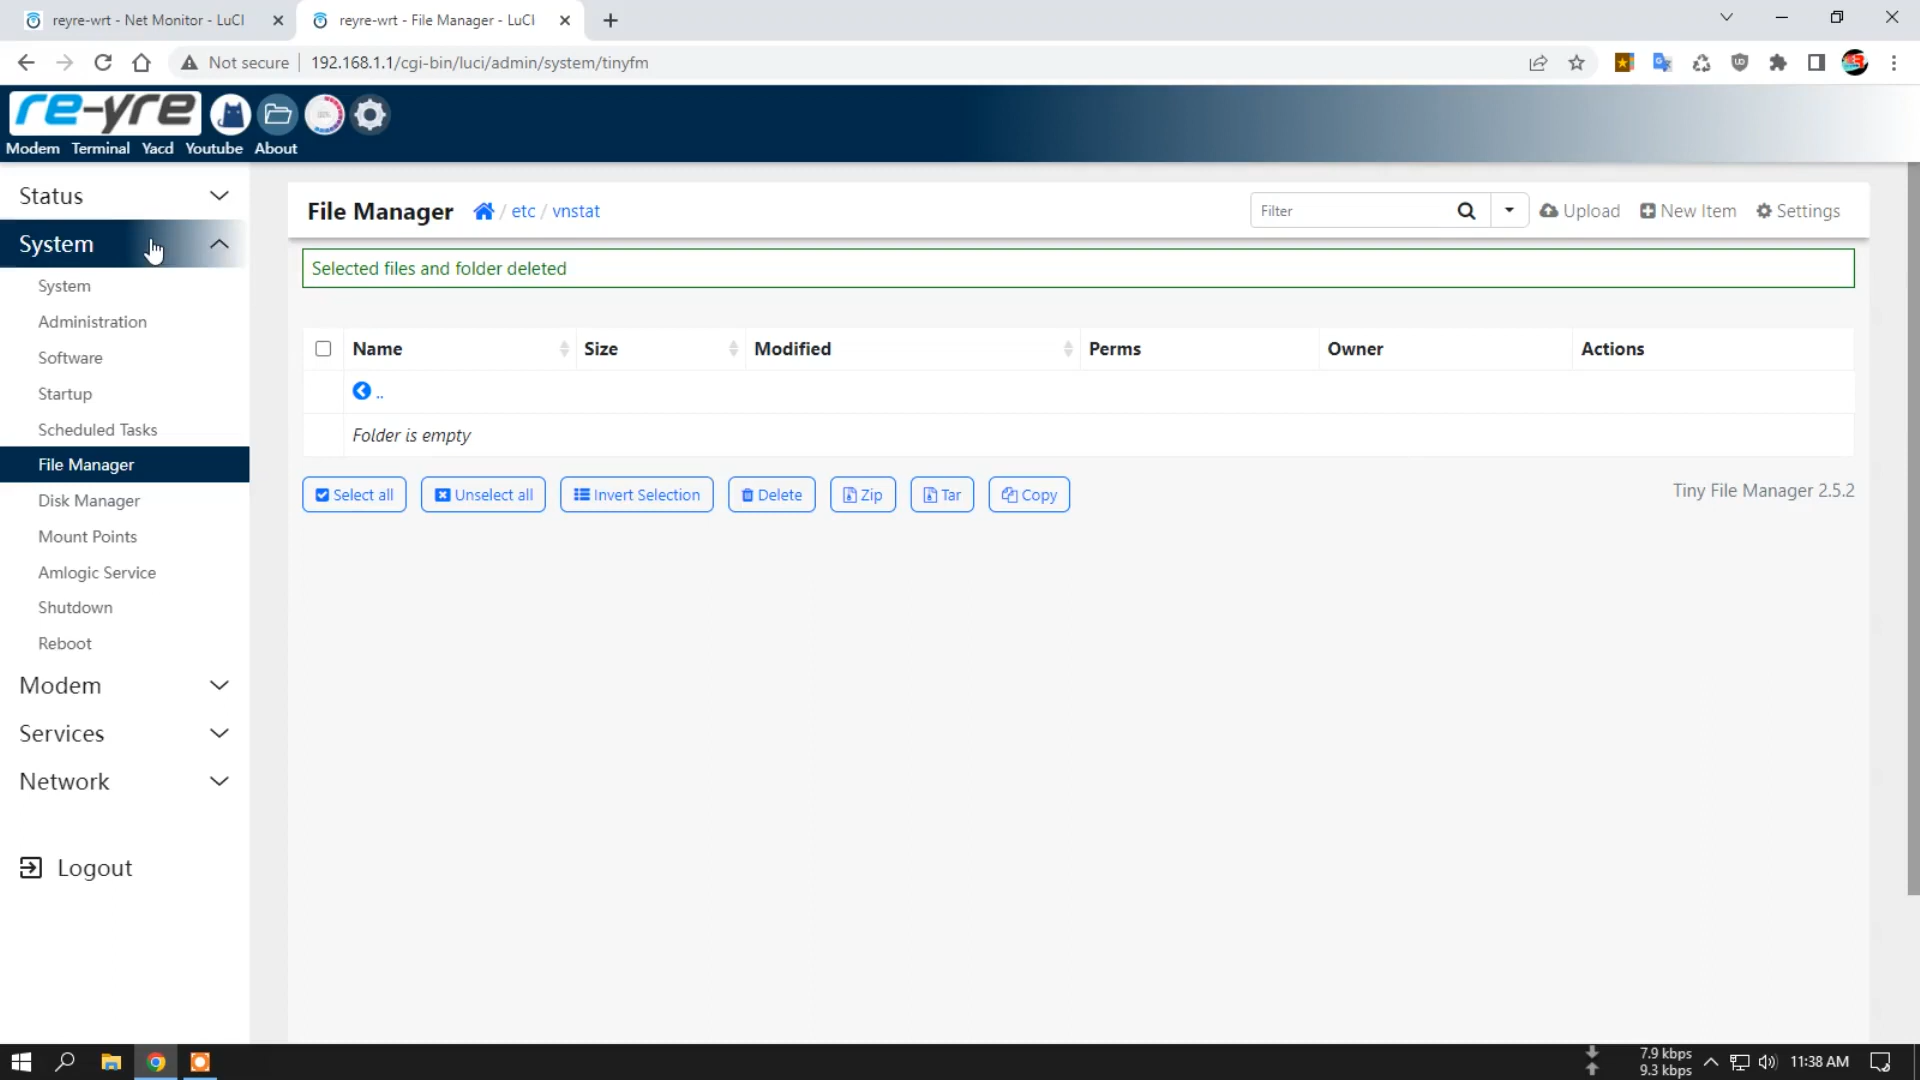 reyre-wrt - Net Monitor - LuCI
reyre-wrt - File Manager - LuCI
Not secure
192.168.1.1/cgi-bin/luci/admin/system/tinyfm
re-yre
Modem Terminal Yacd Youtube About
Status
System
System
Administration
Software
Startup
Scheduled Tasks
File Manager
Disk Manager
Mount Points
Amlogic Service
Shutdown
Reboot
Modem
Services
Network
Logout
File Manager / etc / vnstat
Filter
Upload
New Item
Settings
Selected files and folder deleted
Name Size Modified Perms Owner Actions
..
Folder is empty
Select all Unselect all Invert Selection Delete Zip Tar Copy
Tiny File Manager 2.5.2
7.9 kbps
9.3 kbps
11:38 AM